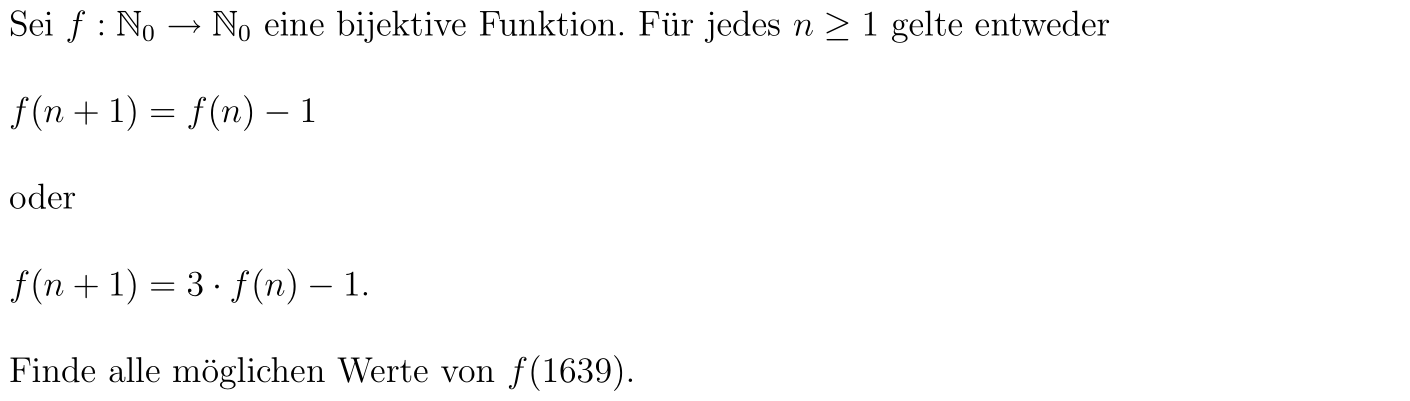 Sei f : ℕ₀ → ℕ₀ eine bijektive Funktion. Für jedes n ≥ 1 gelte entweder
f(n + 1) = f(n) − 1
oder
f(n + 1) = 3 · f(n) − 1.
Finde alle möglichen Werte von f(1639).